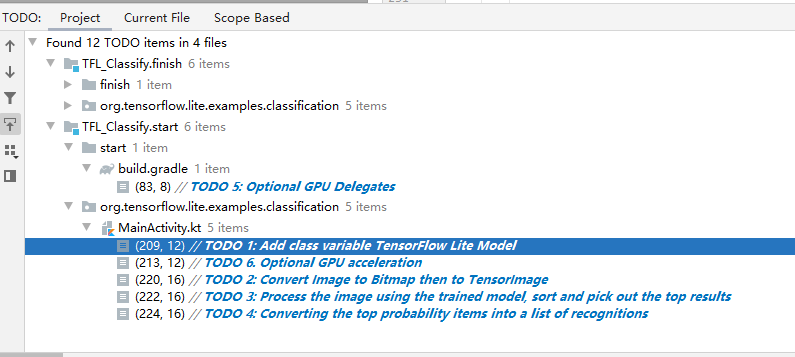 TODO: Project Current File Scope Based
Found 12 TODO items in 4 files
TFL_Classify.finish 6 items
finish 1 item
org.tensorflow.lite.examples.classification 5 items
TFL_Classify.start 6 items
start 1 item
build.gradle 1 item
(83, 8) // TODO 5: Optional GPU Delegates
org.tensorflow.lite.examples.classification 5 items
MainActivity.kt 5 items
(209, 12) // TODO 1: Add class variable TensorFlow Lite Model
(213, 12) // TODO 6. Optional GPU acceleration
(220, 16) // TODO 2: Convert Image to Bitmap then to TensorImage
(222, 16) // TODO 3: Process the image using the trained model, sort and pick out the top results
(224, 16) // TODO 4: Converting the top probability items into a list of recognitions